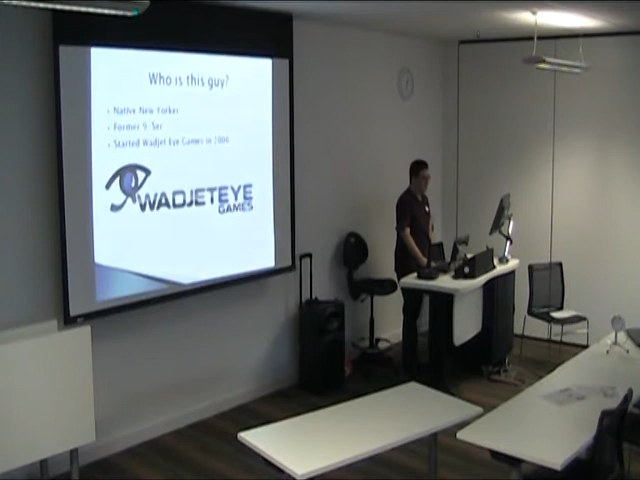 Who is this guy?
• Native New Yorker
• Former 9-5er
• Started Wadjet Eye Games in 2006
WADJETEYE
GAMES